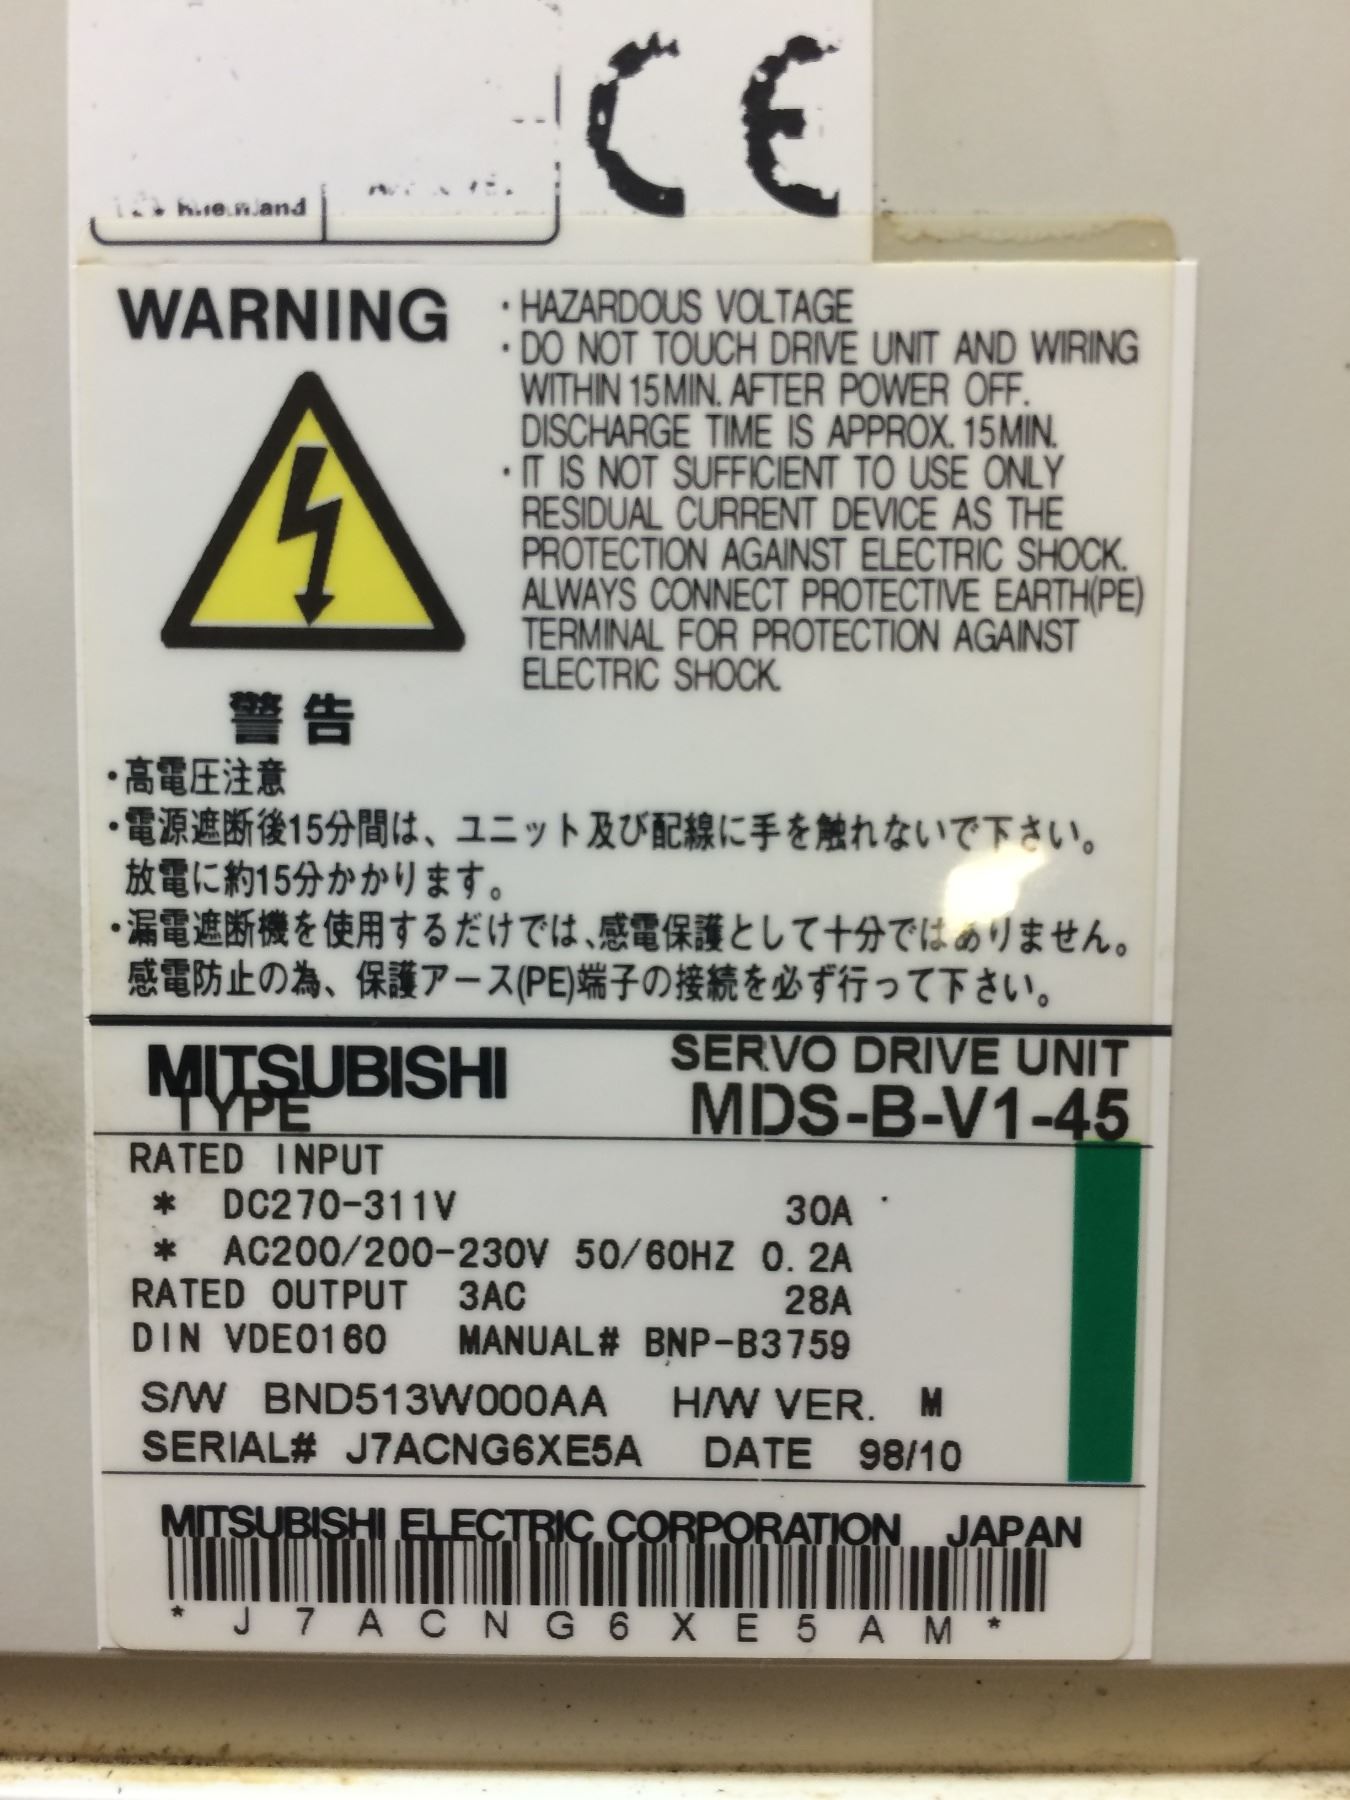 CE
WARNING
・HAZARDOUS VOLTAGE
・DO NOT TOUCH DRIVE UNIT AND WIRING
WITHIN 15MIN. AFTER POWER OFF.
DISCHARGE TIME IS APPROX. 15MIN.
・IT IS NOT SUFFICIENT TO USE ONLY
RESIDUAL CURRENT DEVICE AS THE
PROTECTION AGAINST ELECTRIC SHOCK.
ALWAYS CONNECT PROTECTIVE EARTH(PE)
TERMINAL FOR PROTECTION AGAINST
ELECTRIC SHOCK.
警告
・高電圧注意
・電源遮断後15分間は、ユニット及び配線に手を触れないで下さい。
放電に約15分かかります。
・漏電遮断機を使用するだけでは、感電保護として十分ではありません。
感電防止の為、保護アース(PE)端子の接続を必ず行って下さい。
MITSUBISHI SERVO DRIVE UNIT
TYPE MDS-B-V1-45
RATED INPUT
* DC270-311V 30A
* AC200/200-230V 50/60HZ 0.2A
RATED OUTPUT 3AC 28A
DIN VDE0160 MANUAL# BNP-B3759
S/W BND513W000AA H/W VER. M
SERIAL# J7ACNG6XE5A DATE 98/10
MITSUBISHI ELECTRIC CORPORATION JAPAN
*J7ACNG6XE5AM*